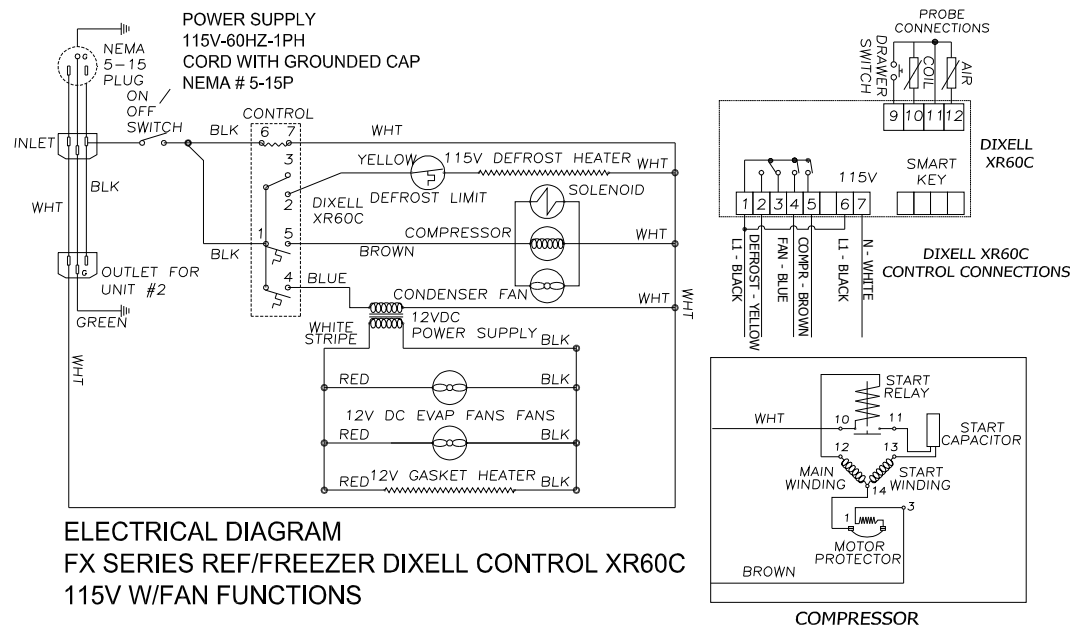 POWER SUPPLY
115V-60HZ-1PH
CORD WITH GROUNDED CAP
NEMA # 5-15P
G
NEMA
5-15
PLUG
ON
OFF
SWITCH
INLET
G
BLK
WHT
G
OUTLET FOR
UNIT #2
GREEN
WHT
CONTROL
BLK
6 7
WHT
3
2
DIXELL
XR60C
YELLOW
DEFROST LIMIT
115V DEFROST HEATER
WHT
SOLENOID
1
5
BLK
BROWN
COMPRESSOR
WHT
4
BLUE
CONDENSER FAN
WHT
WHT
12VDC
POWER SUPPLY
WHITE
STRIPE
BLK
RED
BLK
12V DC EVAP FANS FANS
RED
BLK
RED
12V GASKET HEATER
BLK
ELECTRICAL DIAGRAM
FX SERIES REF/FREEZER DIXELL CONTROL XR60C
115V W/FAN FUNCTIONS
PROBE
CONNECTIONS
DRAWER
SWITCH
COIL
AIR
9 10 11 12
DIXELL
XR60C
SMART
KEY
115V
1 2 3 4 5 6 7
L1 - BLACK
DEFROST - YELLOW
FAN - BLUE
COMPR - BROWN
L1 - BLACK
N - WHITE
DIXELL XR60C
CONTROL CONNECTIONS
START
RELAY
WHT
10
11
START
CAPACITOR
12
13
MAIN
WINDING
START
WINDING
14
1
3
MOTOR
PROTECTOR
BROWN
COMPRESSOR